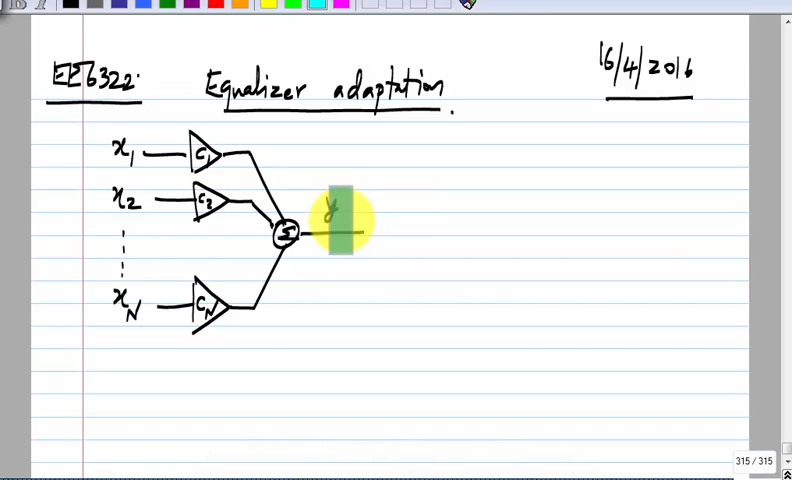 EE6322. Equalizer adaptation. 16/4/2016
x1 C1
x2 C2
y
Σ
xN CN
315 / 315